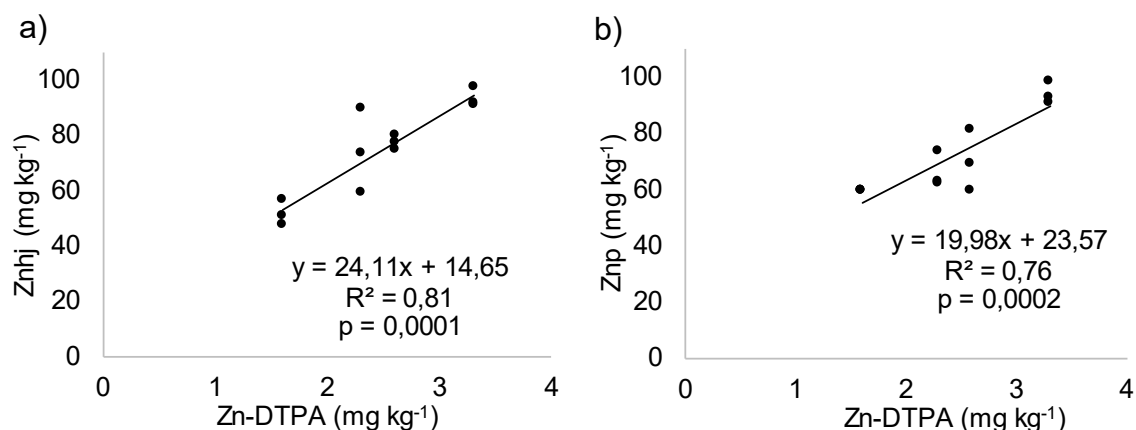 a)
Znhj (mg kg⁻¹)
100
80
60
40
20
0
y = 24,11x + 14,65
R² = 0,81
p = 0,0001
0 1 2 3 4
Zn-DTPA (mg kg⁻¹)
b)
Znp (mg kg⁻¹)
100
80
60
40
20
0
y = 19,98x + 23,57
R² = 0,76
p = 0,0002
0 1 2 3 4
Zn-DTPA (mg kg⁻¹)